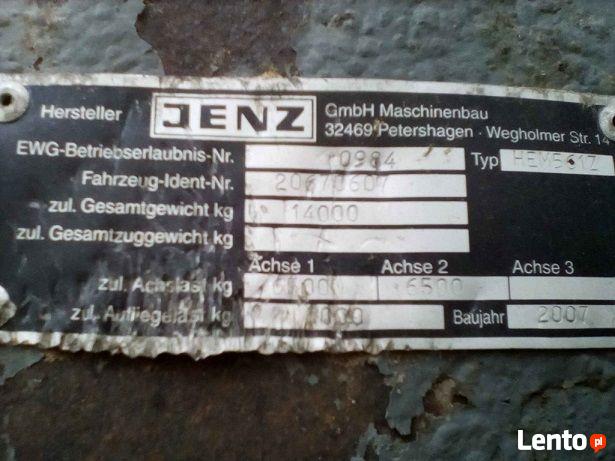 Hersteller JENZ GmbH Maschinenbau
32469 Petershagen · Wegholmer Str. 14
EWG-Betriebserlaubnis-Nr. 0984 Typ HEM561Z
Fahrzeug-Ident-Nr. 20670607
zul. Gesamtgewicht kg 14000
zul. Gesamtzuggewicht kg
Achse 1 Achse 2 Achse 3
zul. Achslast kg 6500
zul. Aufliegelast kg Baujahr 2007
Lento.pl